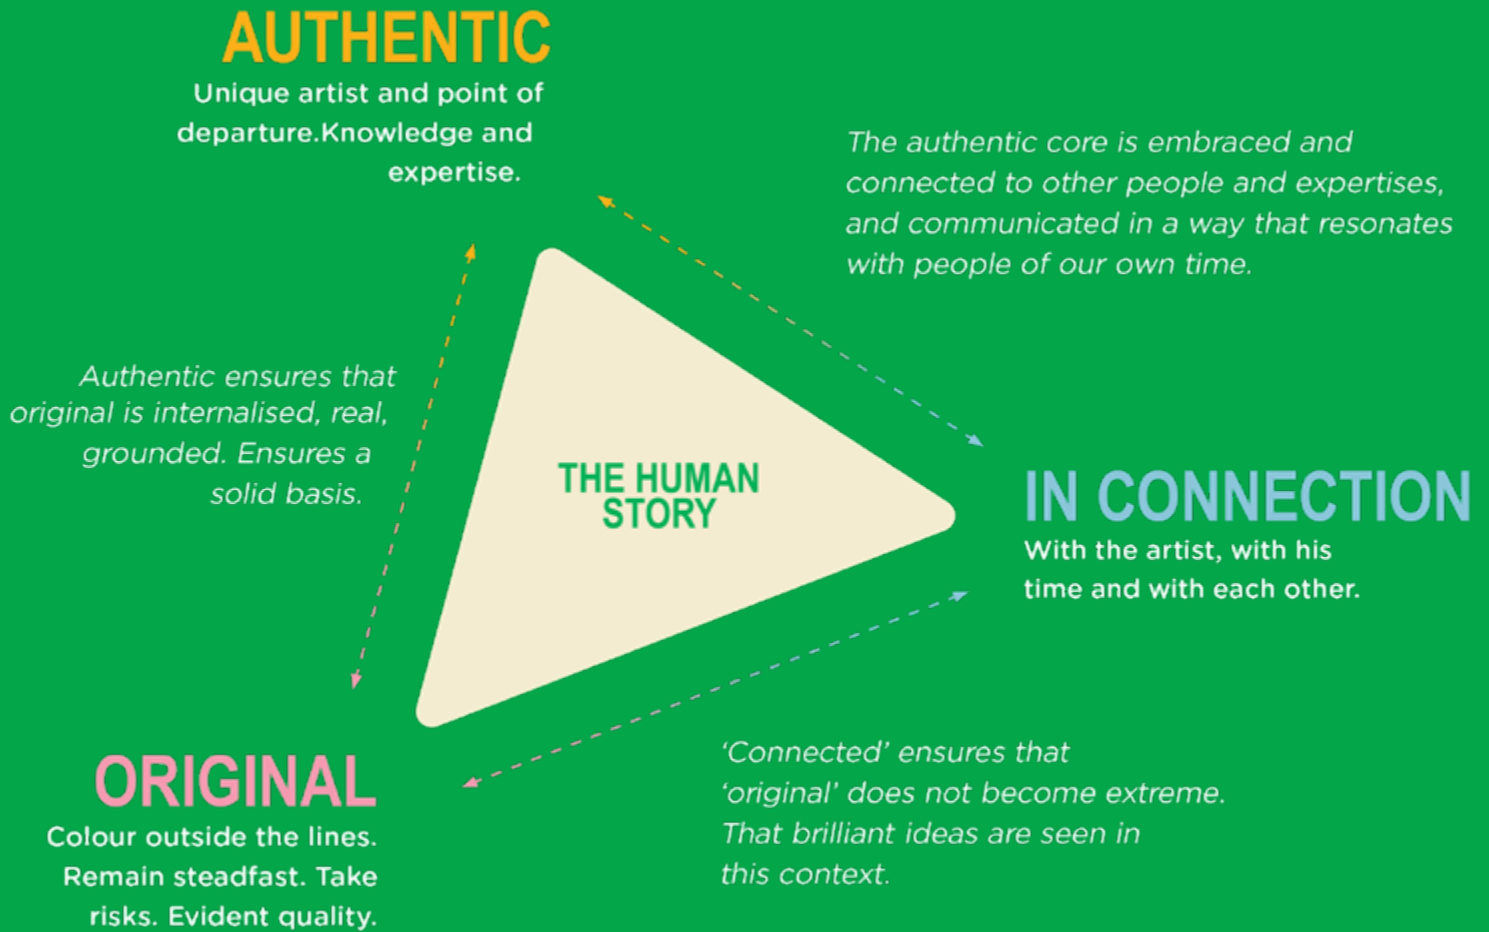 AUTHENTIC
Unique artist and point of
departure.Knowledge and
expertise.
The authentic core is embraced and
connected to other people and expertises,
and communicated in a way that resonates
with people of our own time.
Authentic ensures that
original is internalised, real,
grounded. Ensures a
solid basis.
THE HUMAN
STORY
IN CONNECTION
With the artist, with his
time and with each other.
ORIGINAL
Colour outside the lines.
Remain steadfast. Take
risks. Evident quality.
‘Connected’ ensures that
‘original’ does not become extreme.
That brilliant ideas are seen in
this context.